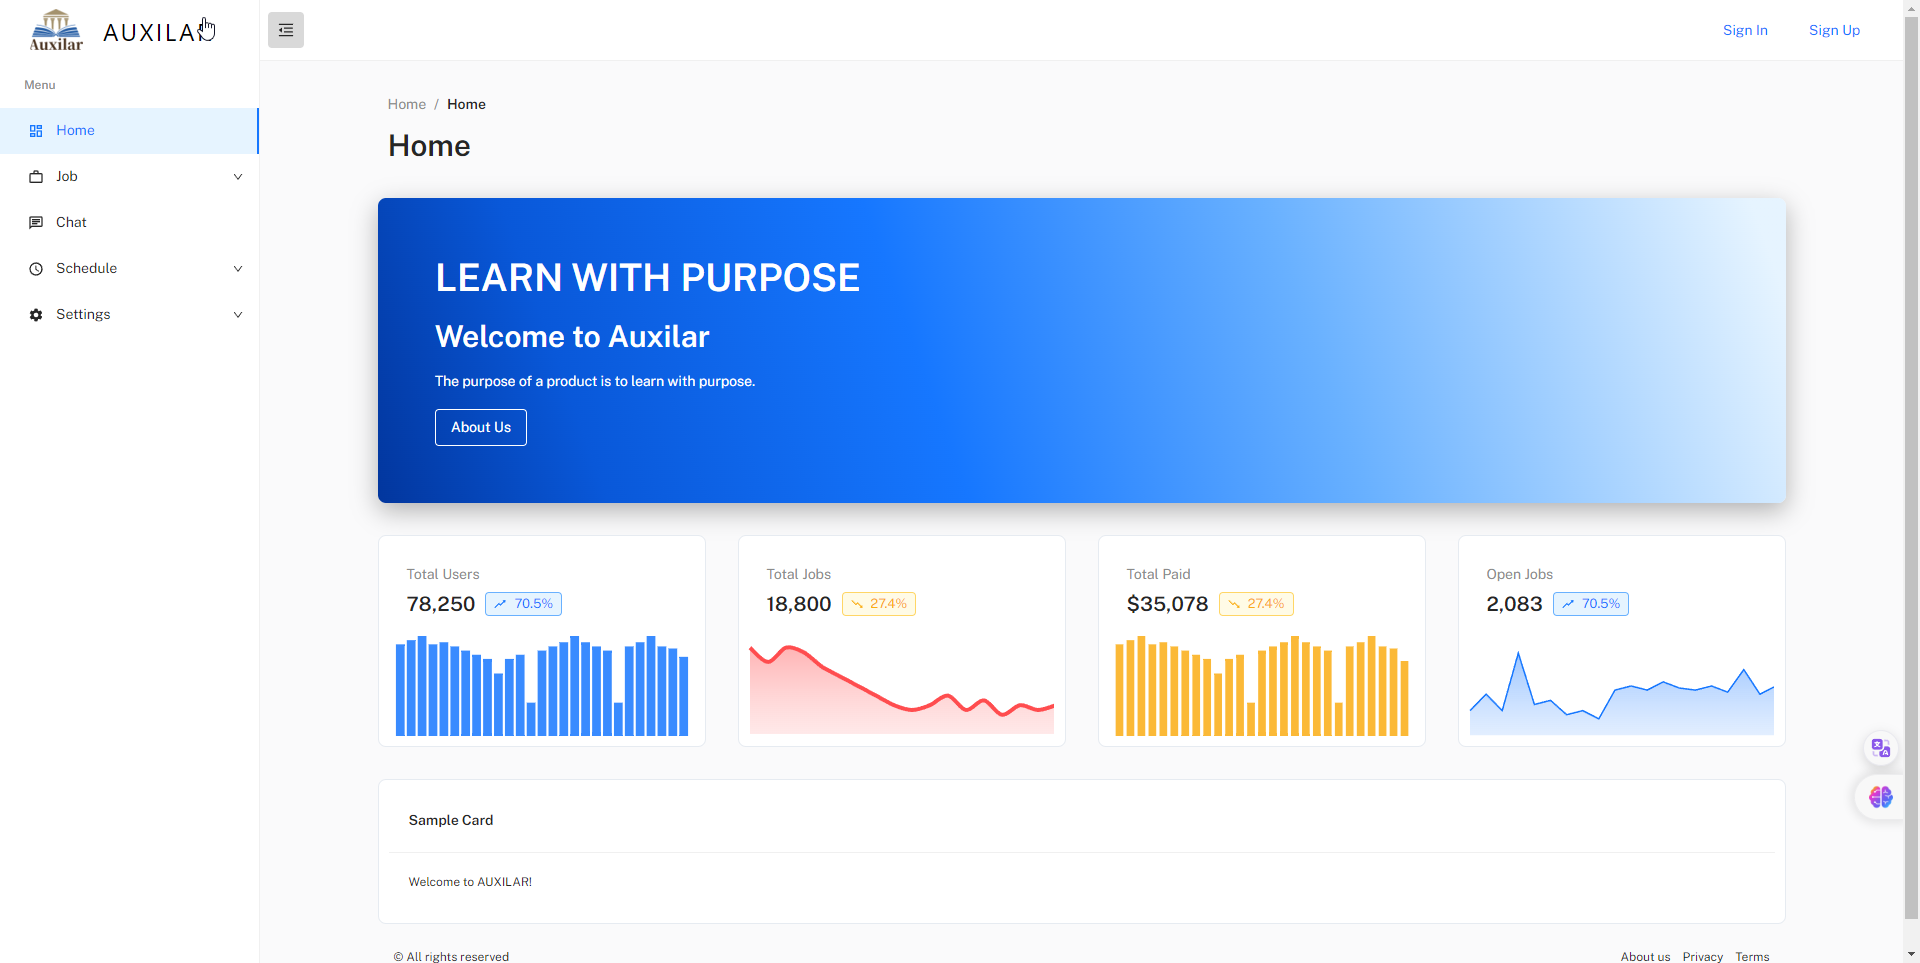 Auxilar
AUXILAR
Sign In
Sign Up
Menu
Home
Job
Chat
Schedule
Settings
Home / Home
Home
LEARN WITH PURPOSE
Welcome to Auxilar
The purpose of a product is to learn with purpose.
About Us
Total Users
78,250 70.5%
Total Jobs
18,800 27.4%
Total Paid
$35,078 27.4%
Open Jobs
2,083 70.5%
Sample Card
Welcome to AUXILAR!
© All rights reserved
About us Privacy Terms